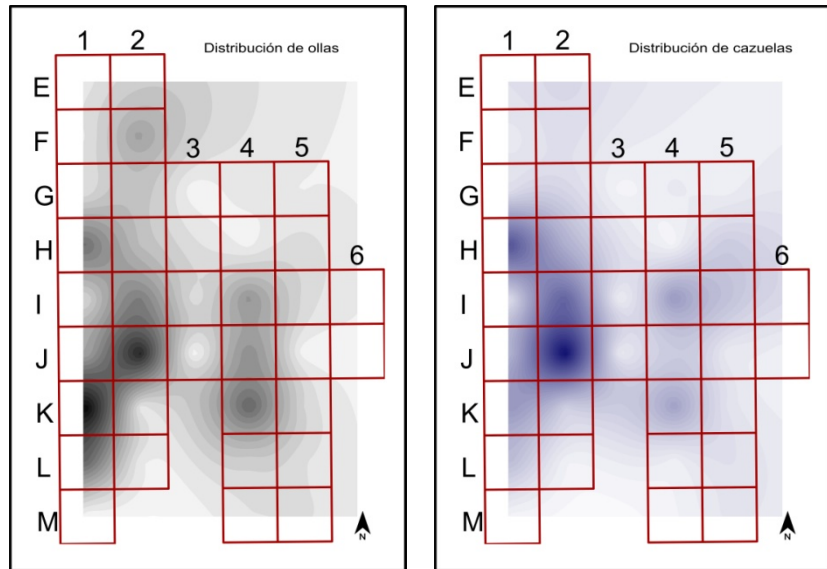 1 2
Distribución de ollas
E
F
3 4 5
G
H
6
I
J
K
L
M
N
1 2
Distribución de cazuelas
E
F
3 4 5
G
H
6
I
J
K
L
M
N